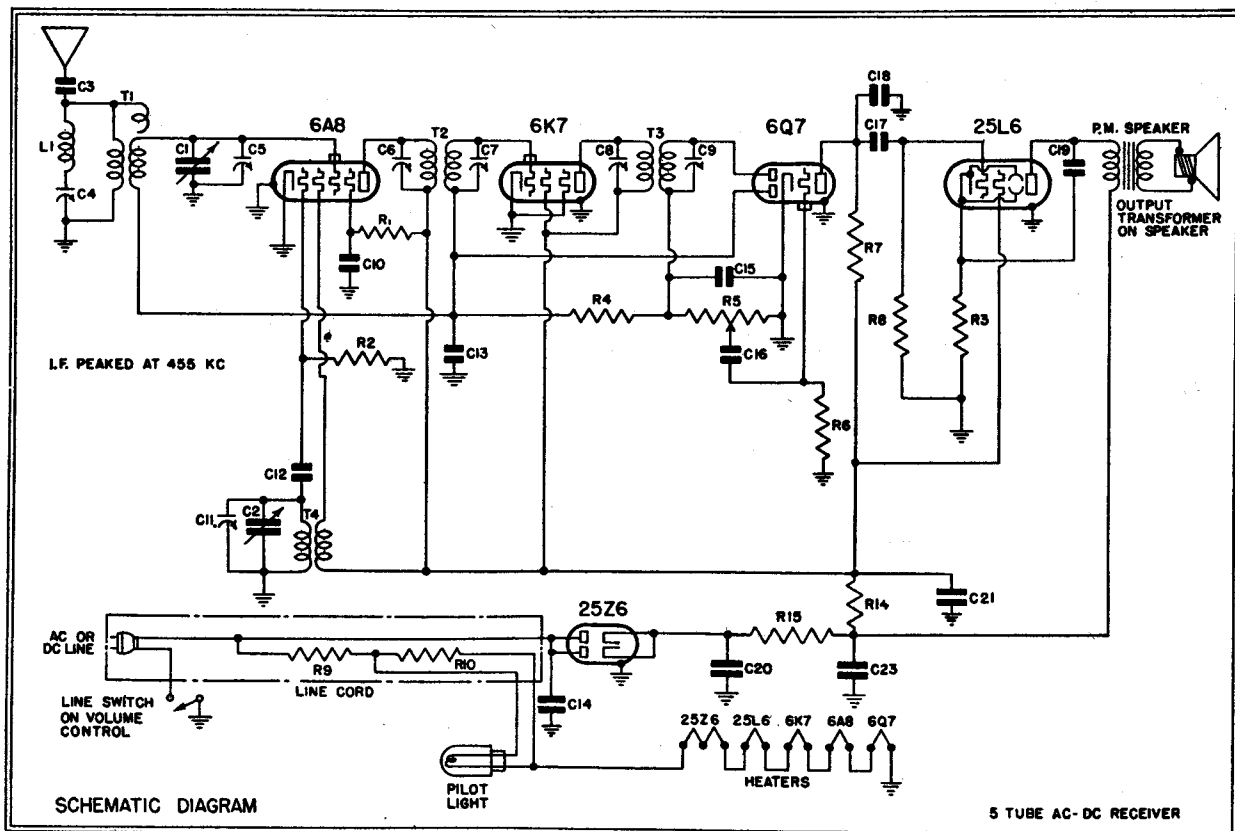 C3
T1
L1
C4
C1
C5
6A8
C6
T2
C7
R1
C10
6K7
C8
T3
C9
6Q7
C18
C17
25L6
C19
P.M. SPEAKER
OUTPUT
TRANSFORMER
ON SPEAKER
R7
C15
R4
R5
R8
R3
C16
C13
R2
R6
I.F. PEAKED AT 455 KC
C12
C11
C2
T4
C21
R14
25Z6
R15
AC OR
DC LINE
R9
R10
LINE CORD
C14
C20
C23
LINE SWITCH
ON VOLUME
CONTROL
25Z6 25L6 6K7 6A8 6Q7
HEATERS
PILOT
LIGHT
SCHEMATIC DIAGRAM
5 TUBE AC-DC RECEIVER